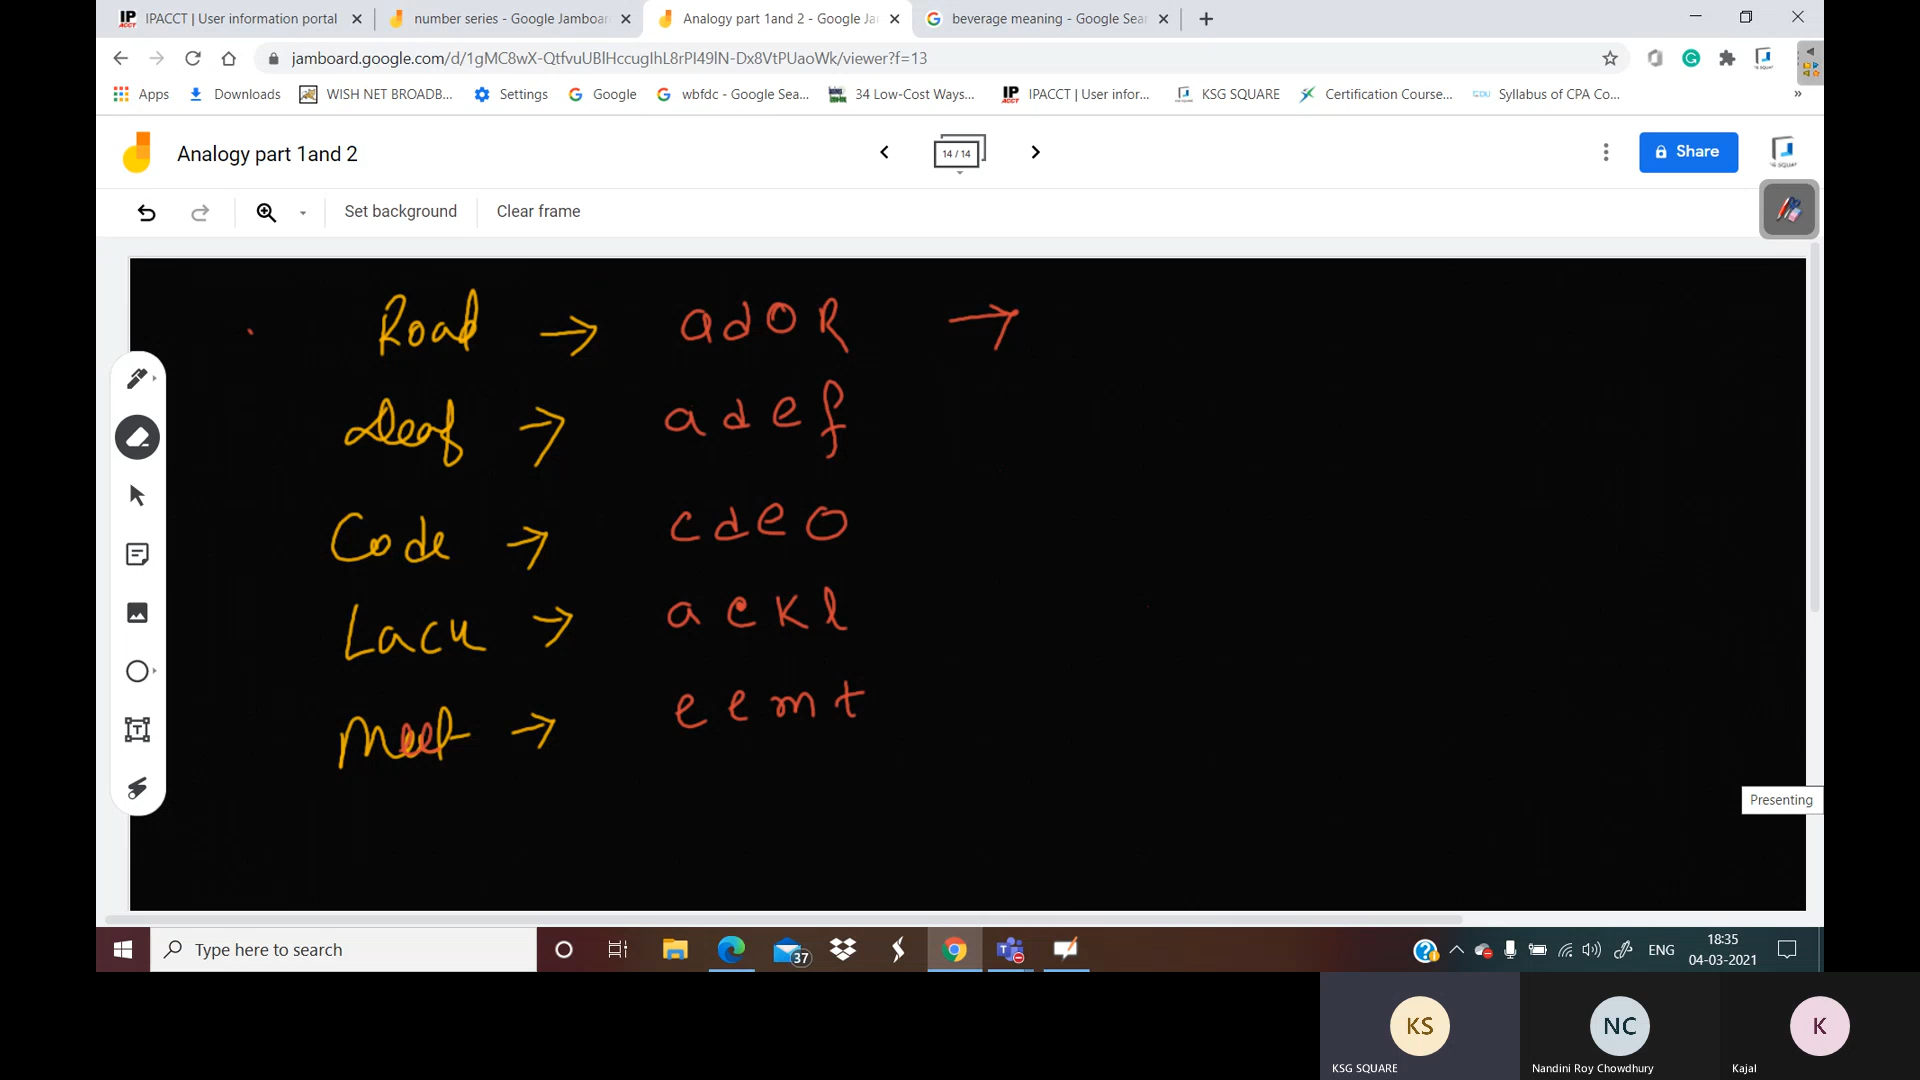 IPACCT | User information portal
number series - Google Jamboar
Analogy part 1and 2 - Google Ja
beverage meaning - Google Sea
jamboard.google.com/d/1gMC8wX-QtfvuUBlHccugIhL8rPI49lN-Dx8VtPUaoWk/viewer?f=13
Apps Downloads WISH NET BROADB... Settings Google wbfdc - Google Sea... 34 Low-Cost Ways... IPACCT | User infor... KSG SQUARE Certification Course... Syllabus of CPA Co... »
Analogy part 1and 2
14 / 14
Share
Set background Clear frame
Road → adOR →
Deaf → adef
Code → cdeo
Lack → ackl
Meet → eemt
Presenting
Type here to search
37
ENG
18:35
04-03-2021
KS NC K
KSG SQUARE Nandini Roy Chowdhury Kajal